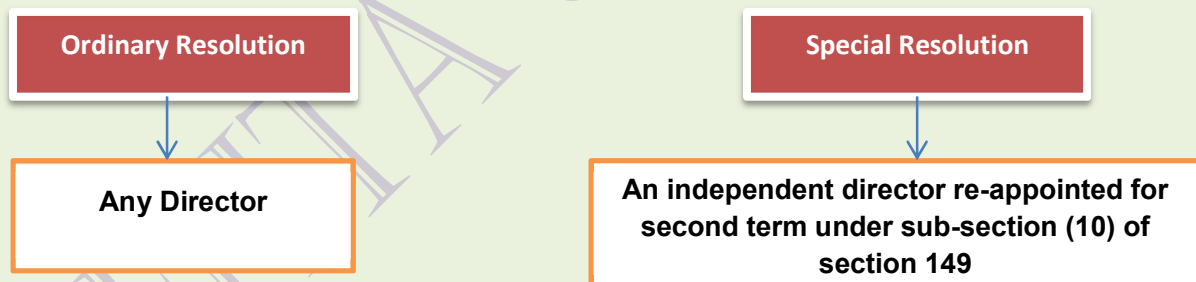 Ordinary Resolution
Special Resolution
Any Director
An independent director re-appointed for
second term under sub-section (10) of
section 149